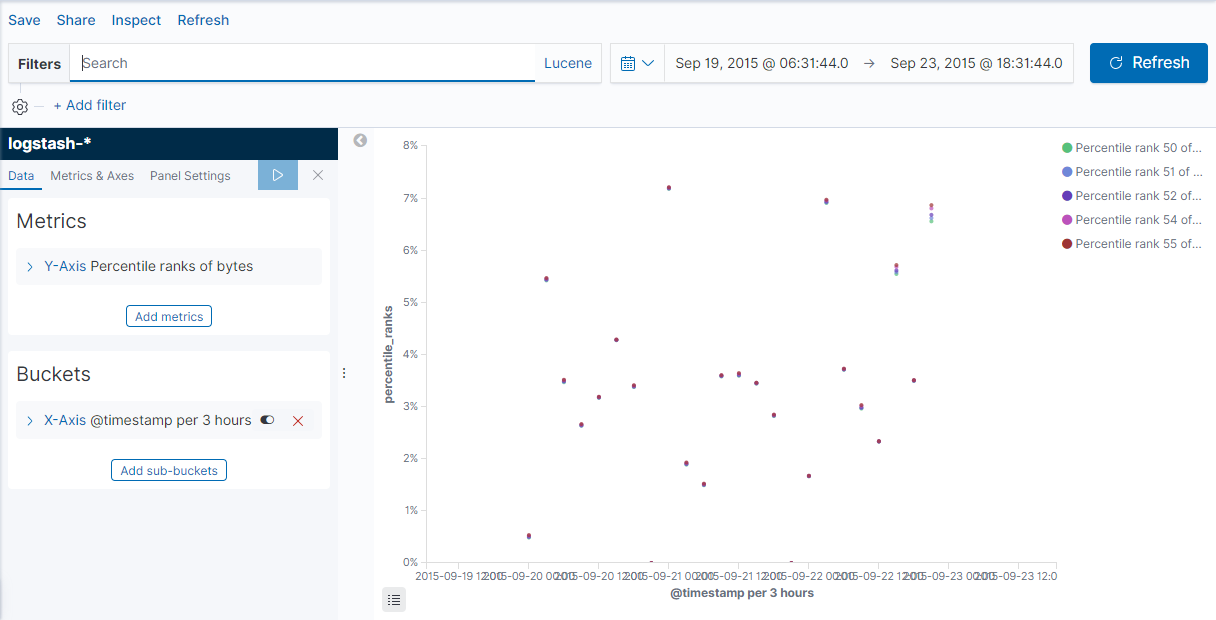 Save Share Inspect Refresh
Filters Search Lucene Sep 19, 2015 @ 06:31:44.0 → Sep 23, 2015 @ 18:31:44.0 Refresh
+ Add filter
logstash-*
Data Metrics & Axes Panel Settings
Metrics
Y-Axis Percentile ranks of bytes
Add metrics
Buckets
X-Axis @timestamp per 3 hours
Add sub-buckets
percentile_ranks
8%
7%
6%
5%
4%
3%
2%
1%
0%
2015-09-19 12:00 2015-09-20 00:00 2015-09-20 12:00 2015-09-21 00:00 2015-09-21 12:00 2015-09-22 00:00 2015-09-22 12:00 2015-09-23 00:00 2015-09-23 12:0
@timestamp per 3 hours
Percentile rank 50 of...
Percentile rank 51 of ...
Percentile rank 52 of...
Percentile rank 54 of...
Percentile rank 55 of...